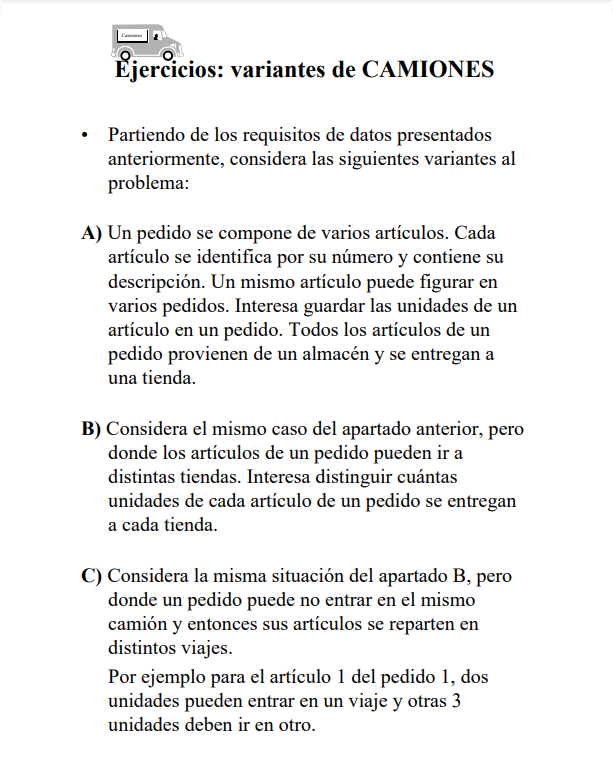 Camiones
Ejercicios: variantes de CAMIONES
• Partiendo de los requisitos de datos presentados
anteriormente, considera las siguientes variantes al
problema:
A) Un pedido se compone de varios artículos. Cada
artículo se identifica por su número y contiene su
descripción. Un mismo artículo puede figurar en
varios pedidos. Interesa guardar las unidades de un
artículo en un pedido. Todos los artículos de un
pedido provienen de un almacén y se entregan a
una tienda.
B) Considera el mismo caso del apartado anterior, pero
donde los artículos de un pedido pueden ir a
distintas tiendas. Interesa distinguir cuántas
unidades de cada artículo de un pedido se entregan
a cada tienda.
C) Considera la misma situación del apartado B, pero
donde un pedido puede no entrar en el mismo
camión y entonces sus artículos se reparten en
distintos viajes.
Por ejemplo para el artículo 1 del pedido 1, dos
unidades pueden entrar en un viaje y otras 3
unidades deben ir en otro.